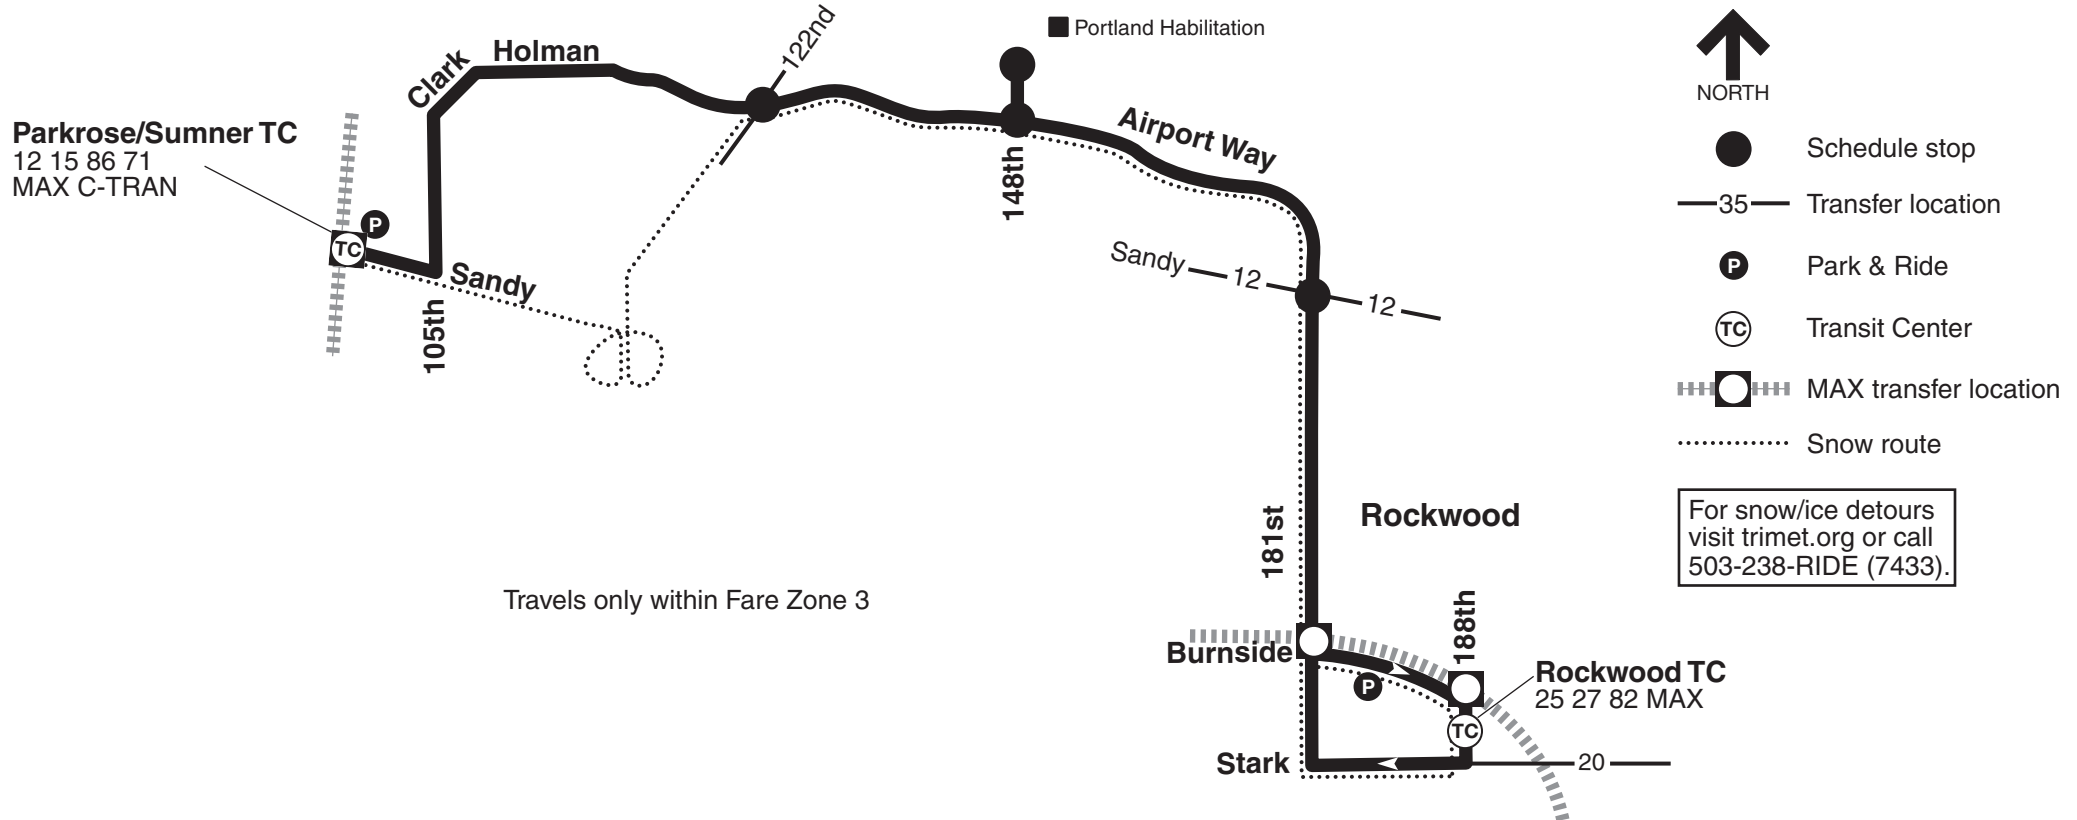 Portland Habilitation
122nd
Holman
Clark
Parkrose/Sumner TC
12 15 86 71
MAX C-TRAN
P
TC
Sandy
105th
148th
Airport Way
Sandy 12 12
181st
Rockwood
Travels only within Fare Zone 3
188th
Burnside
P
Rockwood TC
25 27 82 MAX
TC
Stark
20
NORTH
Schedule stop
35 Transfer location
P Park & Ride
TC Transit Center
MAX transfer location
Snow route
For snow/ice detours
visit trimet.org or call
503-238-RIDE (7433).